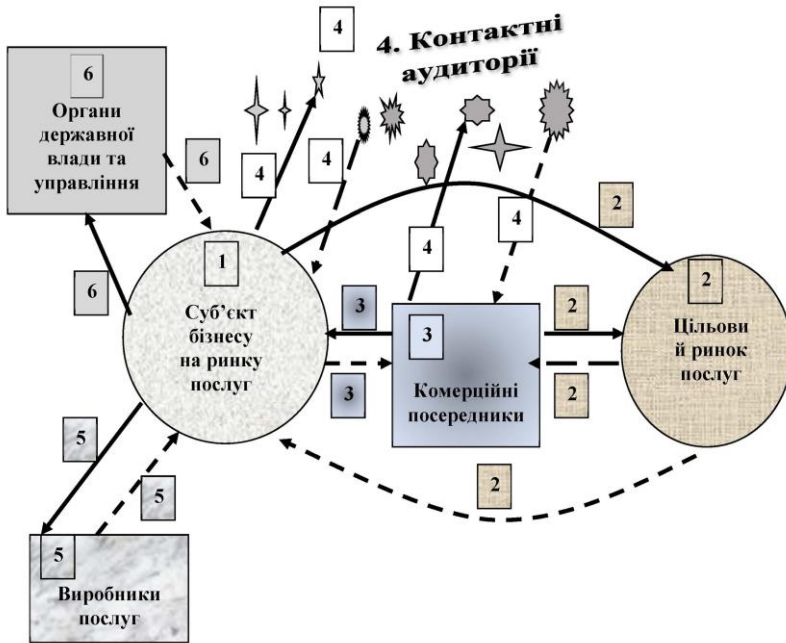 4
4. Контактні
аудиторії
6
Органи
державної
влади та
управління
6
4
4
2
4
4
1
Суб’єкт
бізнесу
на ринку
послуг
6
3
2
2
Цільови
й ринок
послуг
3
Комерційні
посередники
3
2
5
5
2
5
Виробники
послуг